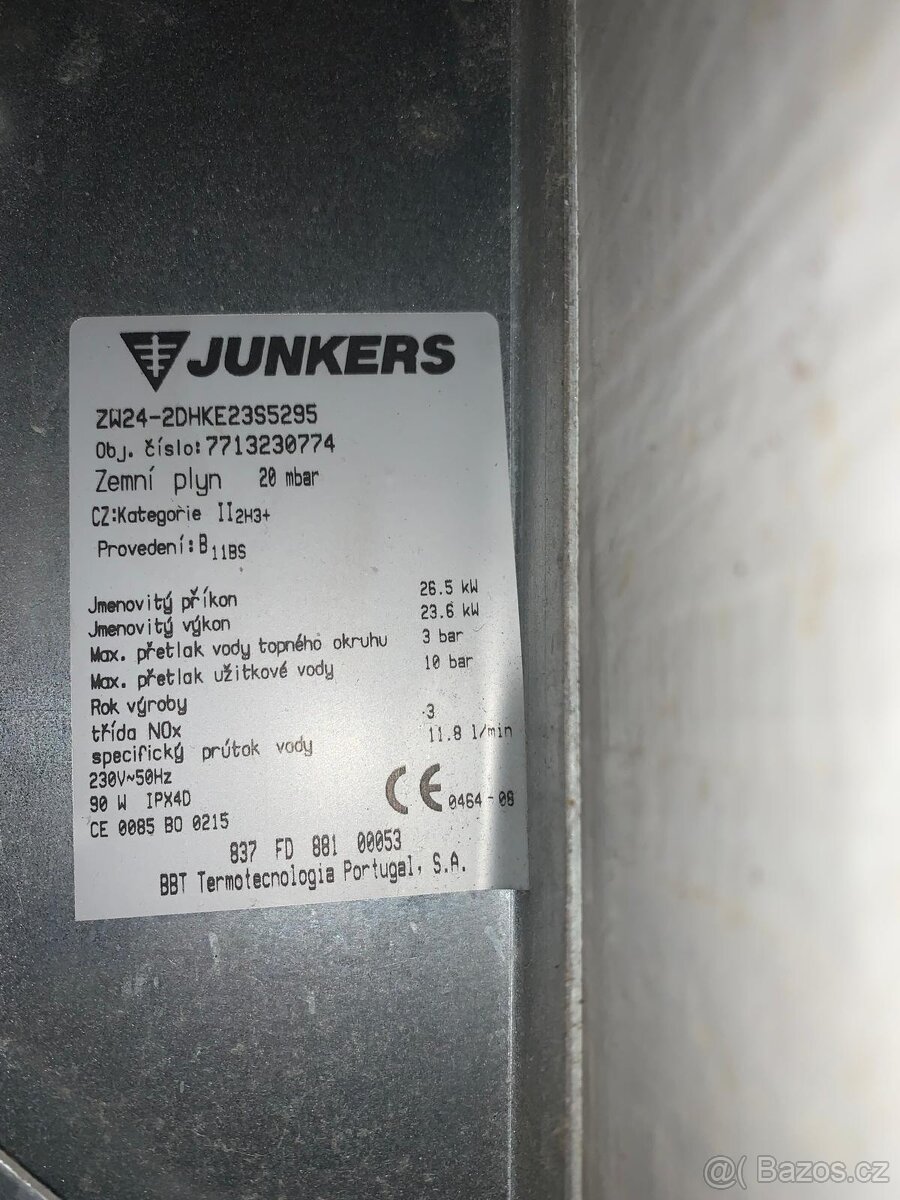 JUNKERS
ZW24-2DHKE23S5295
Obj. číslo:7713230774
Zemní plyn 20 mbar
CZ:Kategorie II2H3+
Provedení:B11BS
Jmenovitý příkon 26.5 kW
Jmenovitý výkon 23.6 kW
Max. přetlak vody topného okruhu 3 bar
Max. přetlak užitkové vody 10 bar
Rok výroby
třída NOx 3
specifický průtok vody 11.8 l/min
230V~50Hz
90 W IPX4D
CE 0464-08
CE 0085 BO 0215
837 FD 881 00053
BBT Termotecnologia Portugal, S.A.
@( Bazos.cz